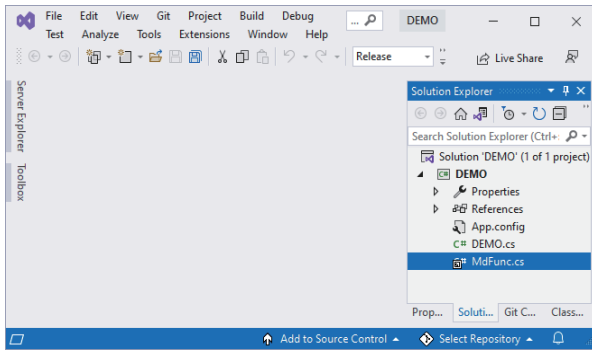 File Edit View Git Project Build Debug ... DEMO
Test Analyze Tools Extensions Window Help
Release Live Share
Server Explorer
Toolbox
Solution Explorer
Search Solution Explorer (Ctrl+;
Solution 'DEMO' (1 of 1 project)
C# DEMO
Properties
References
App.config
C# DEMO.cs
MdFunc.cs
Prop... Soluti... Git C... Class...
Add to Source Control Select Repository